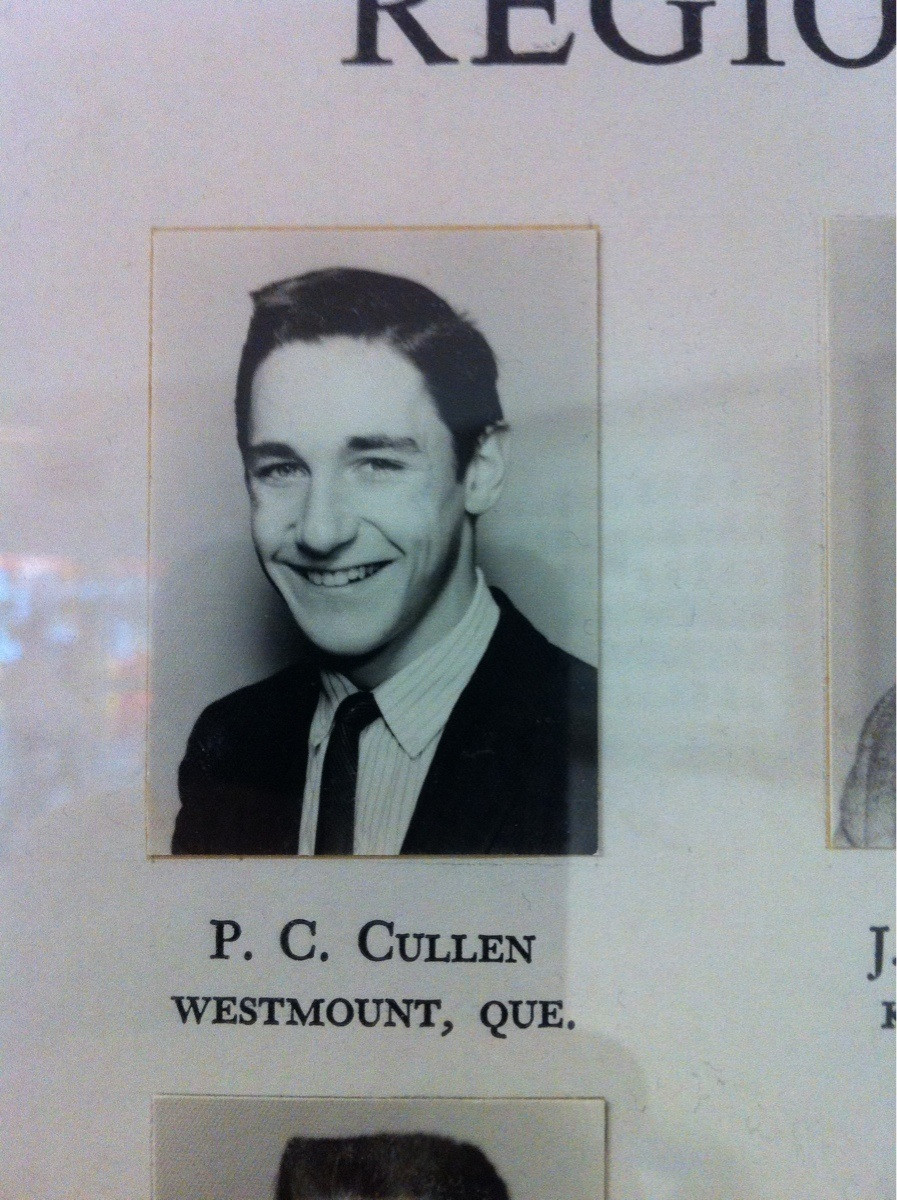 REGIO
P. C. CULLEN
J.
WESTMOUNT, QUE.
K